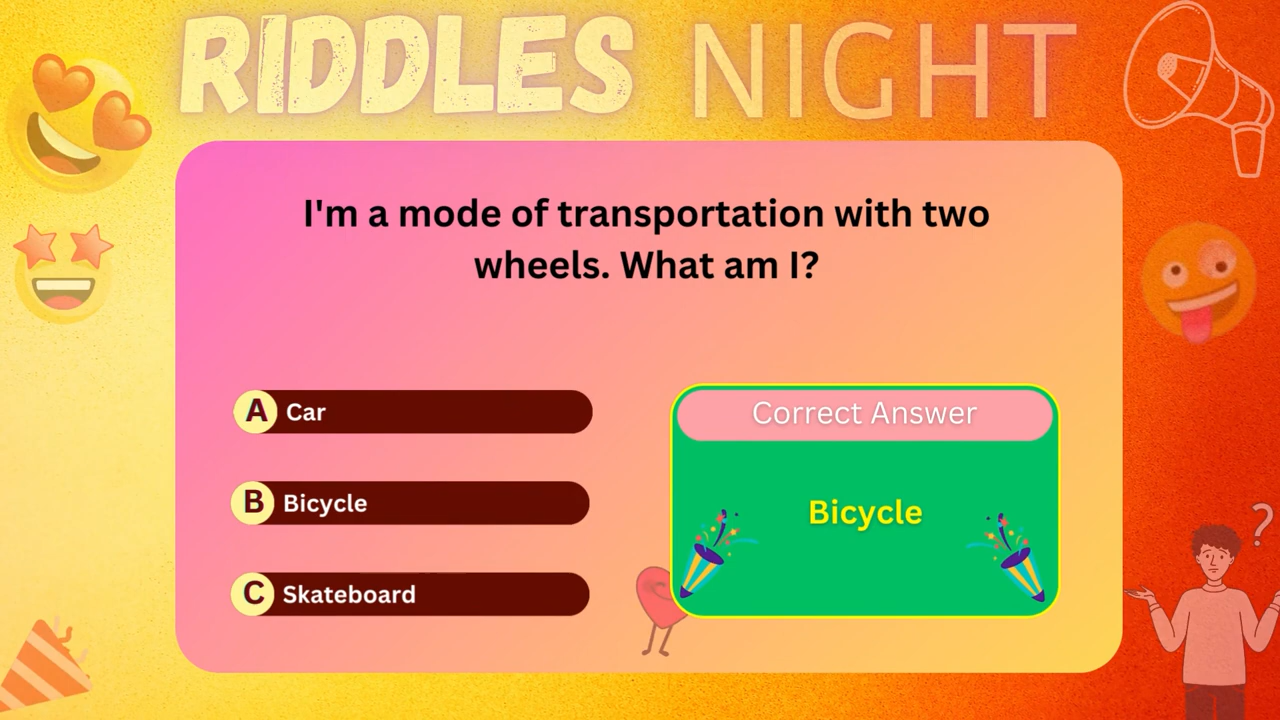 RIDDLES NIGHT
I'm a mode of transportation with two
wheels. What am I?
A Car
B Bicycle
C Skateboard
Correct Answer
Bicycle
?